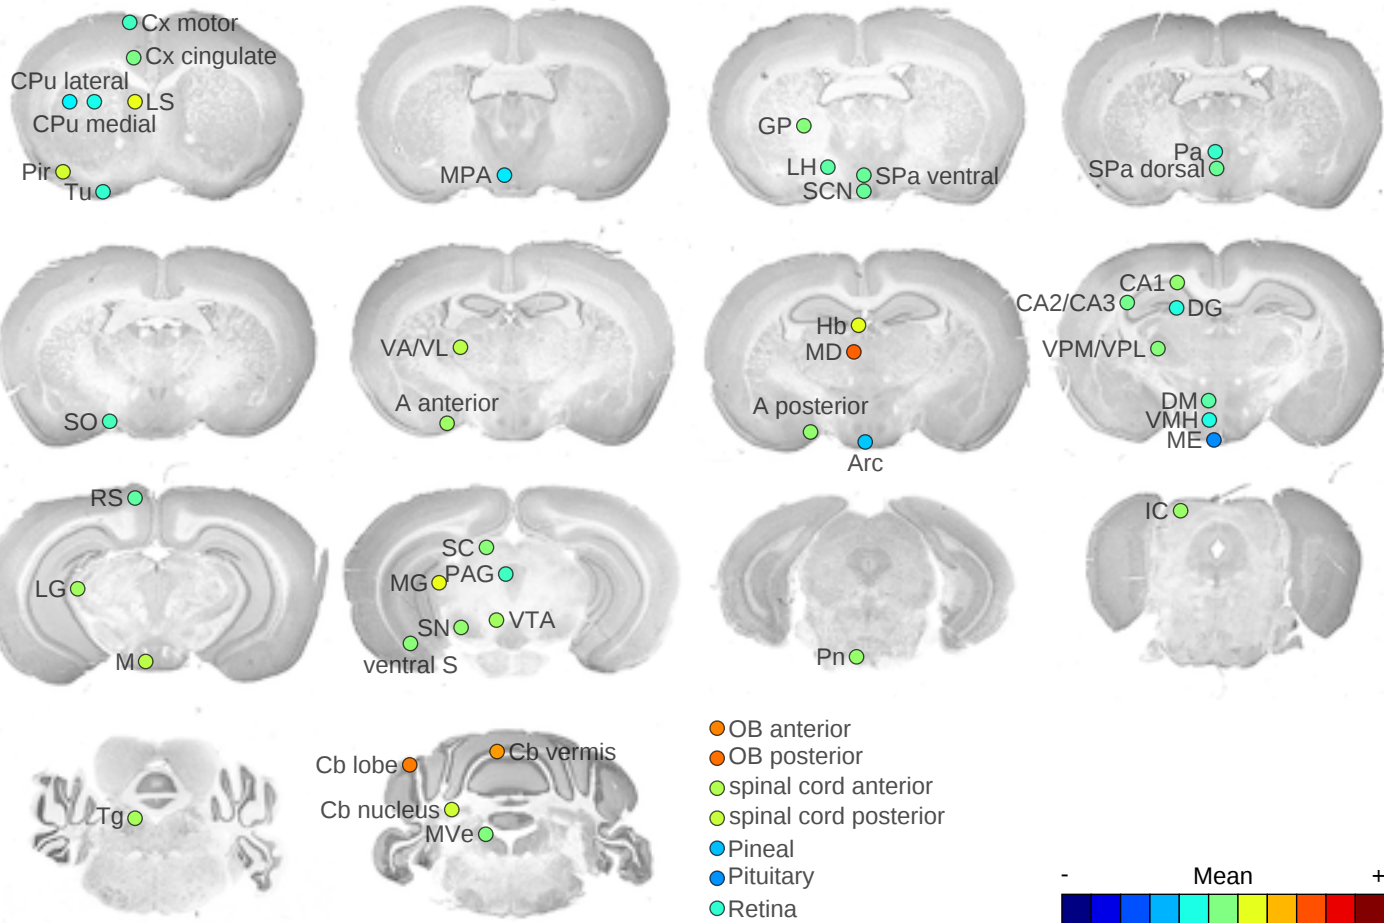 Cx motor
Cx cingulate
CPu lateral
LS
CPu medial
Pir
Tu
MPA
GP
LH
SPa ventral
SCN
Pa
SPa dorsal
SO
VA/VL
A anterior
Hb
MD
A posterior
Arc
CA1
CA2/CA3
DG
VPM/VPL
DM
VMH
ME
RS
LG
M
SC
MG
PAG
SN
VTA
ventral S
Pn
IC
Tg
Cb lobe
Cb vermis
Cb nucleus
MVe
OB anterior
OB posterior
spinal cord anterior
spinal cord posterior
Pineal
Pituitary
Retina
- Mean +